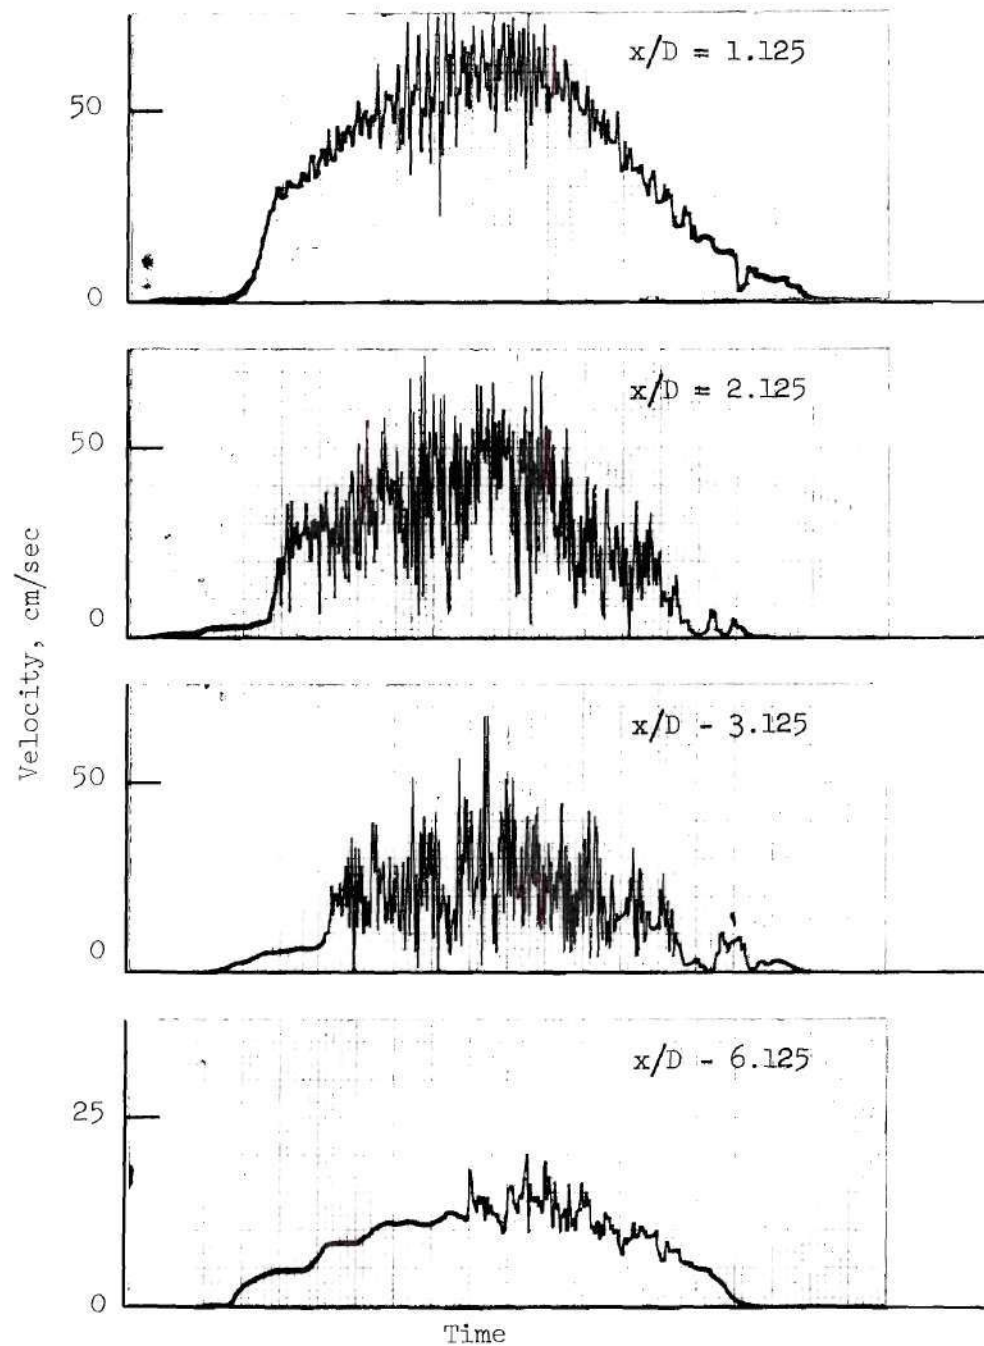 x/D = 1.125
50
0
x/D = 2.125
50
0
Velocity, cm/sec
x/D - 3.125
50
0
x/D - 6.125
25
0
Time